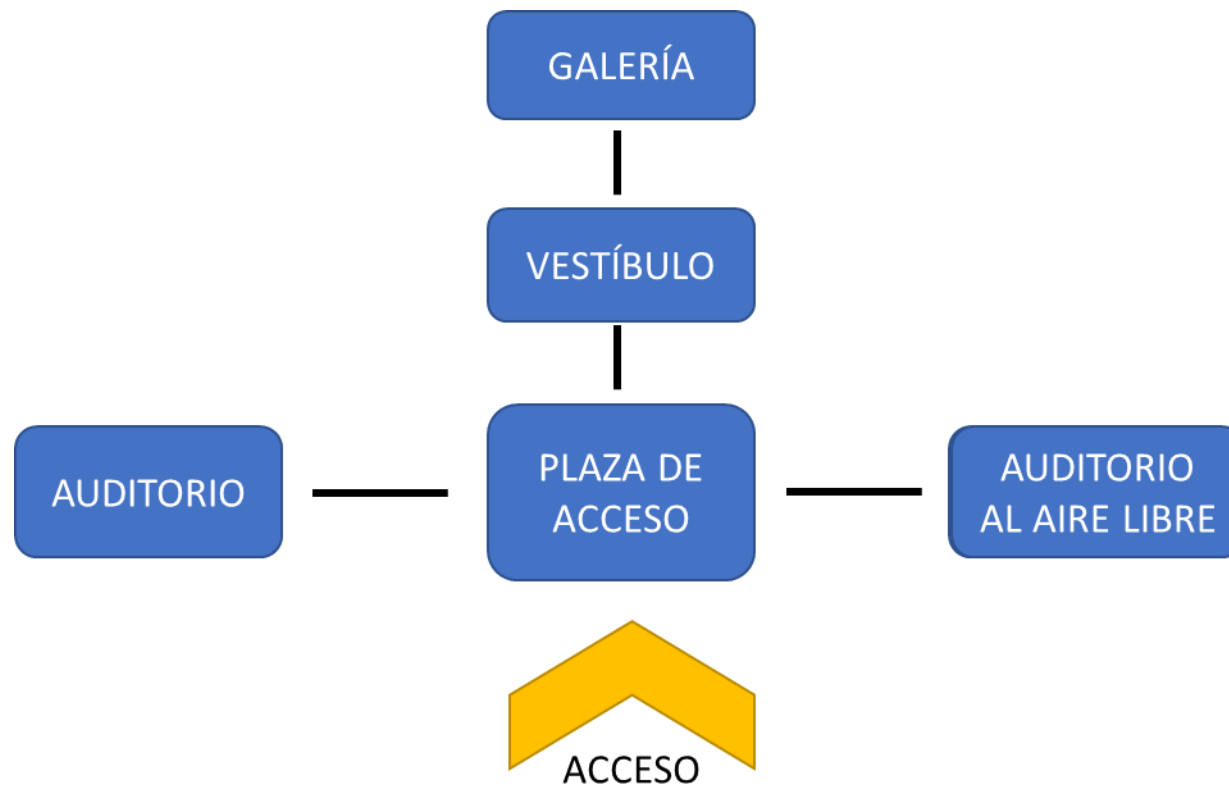 GALERÍA
VESTÍBULO
AUDITORIO
PLAZA DE
ACCESO
AUDITORIO
AL AIRE LIBRE
ACCESO